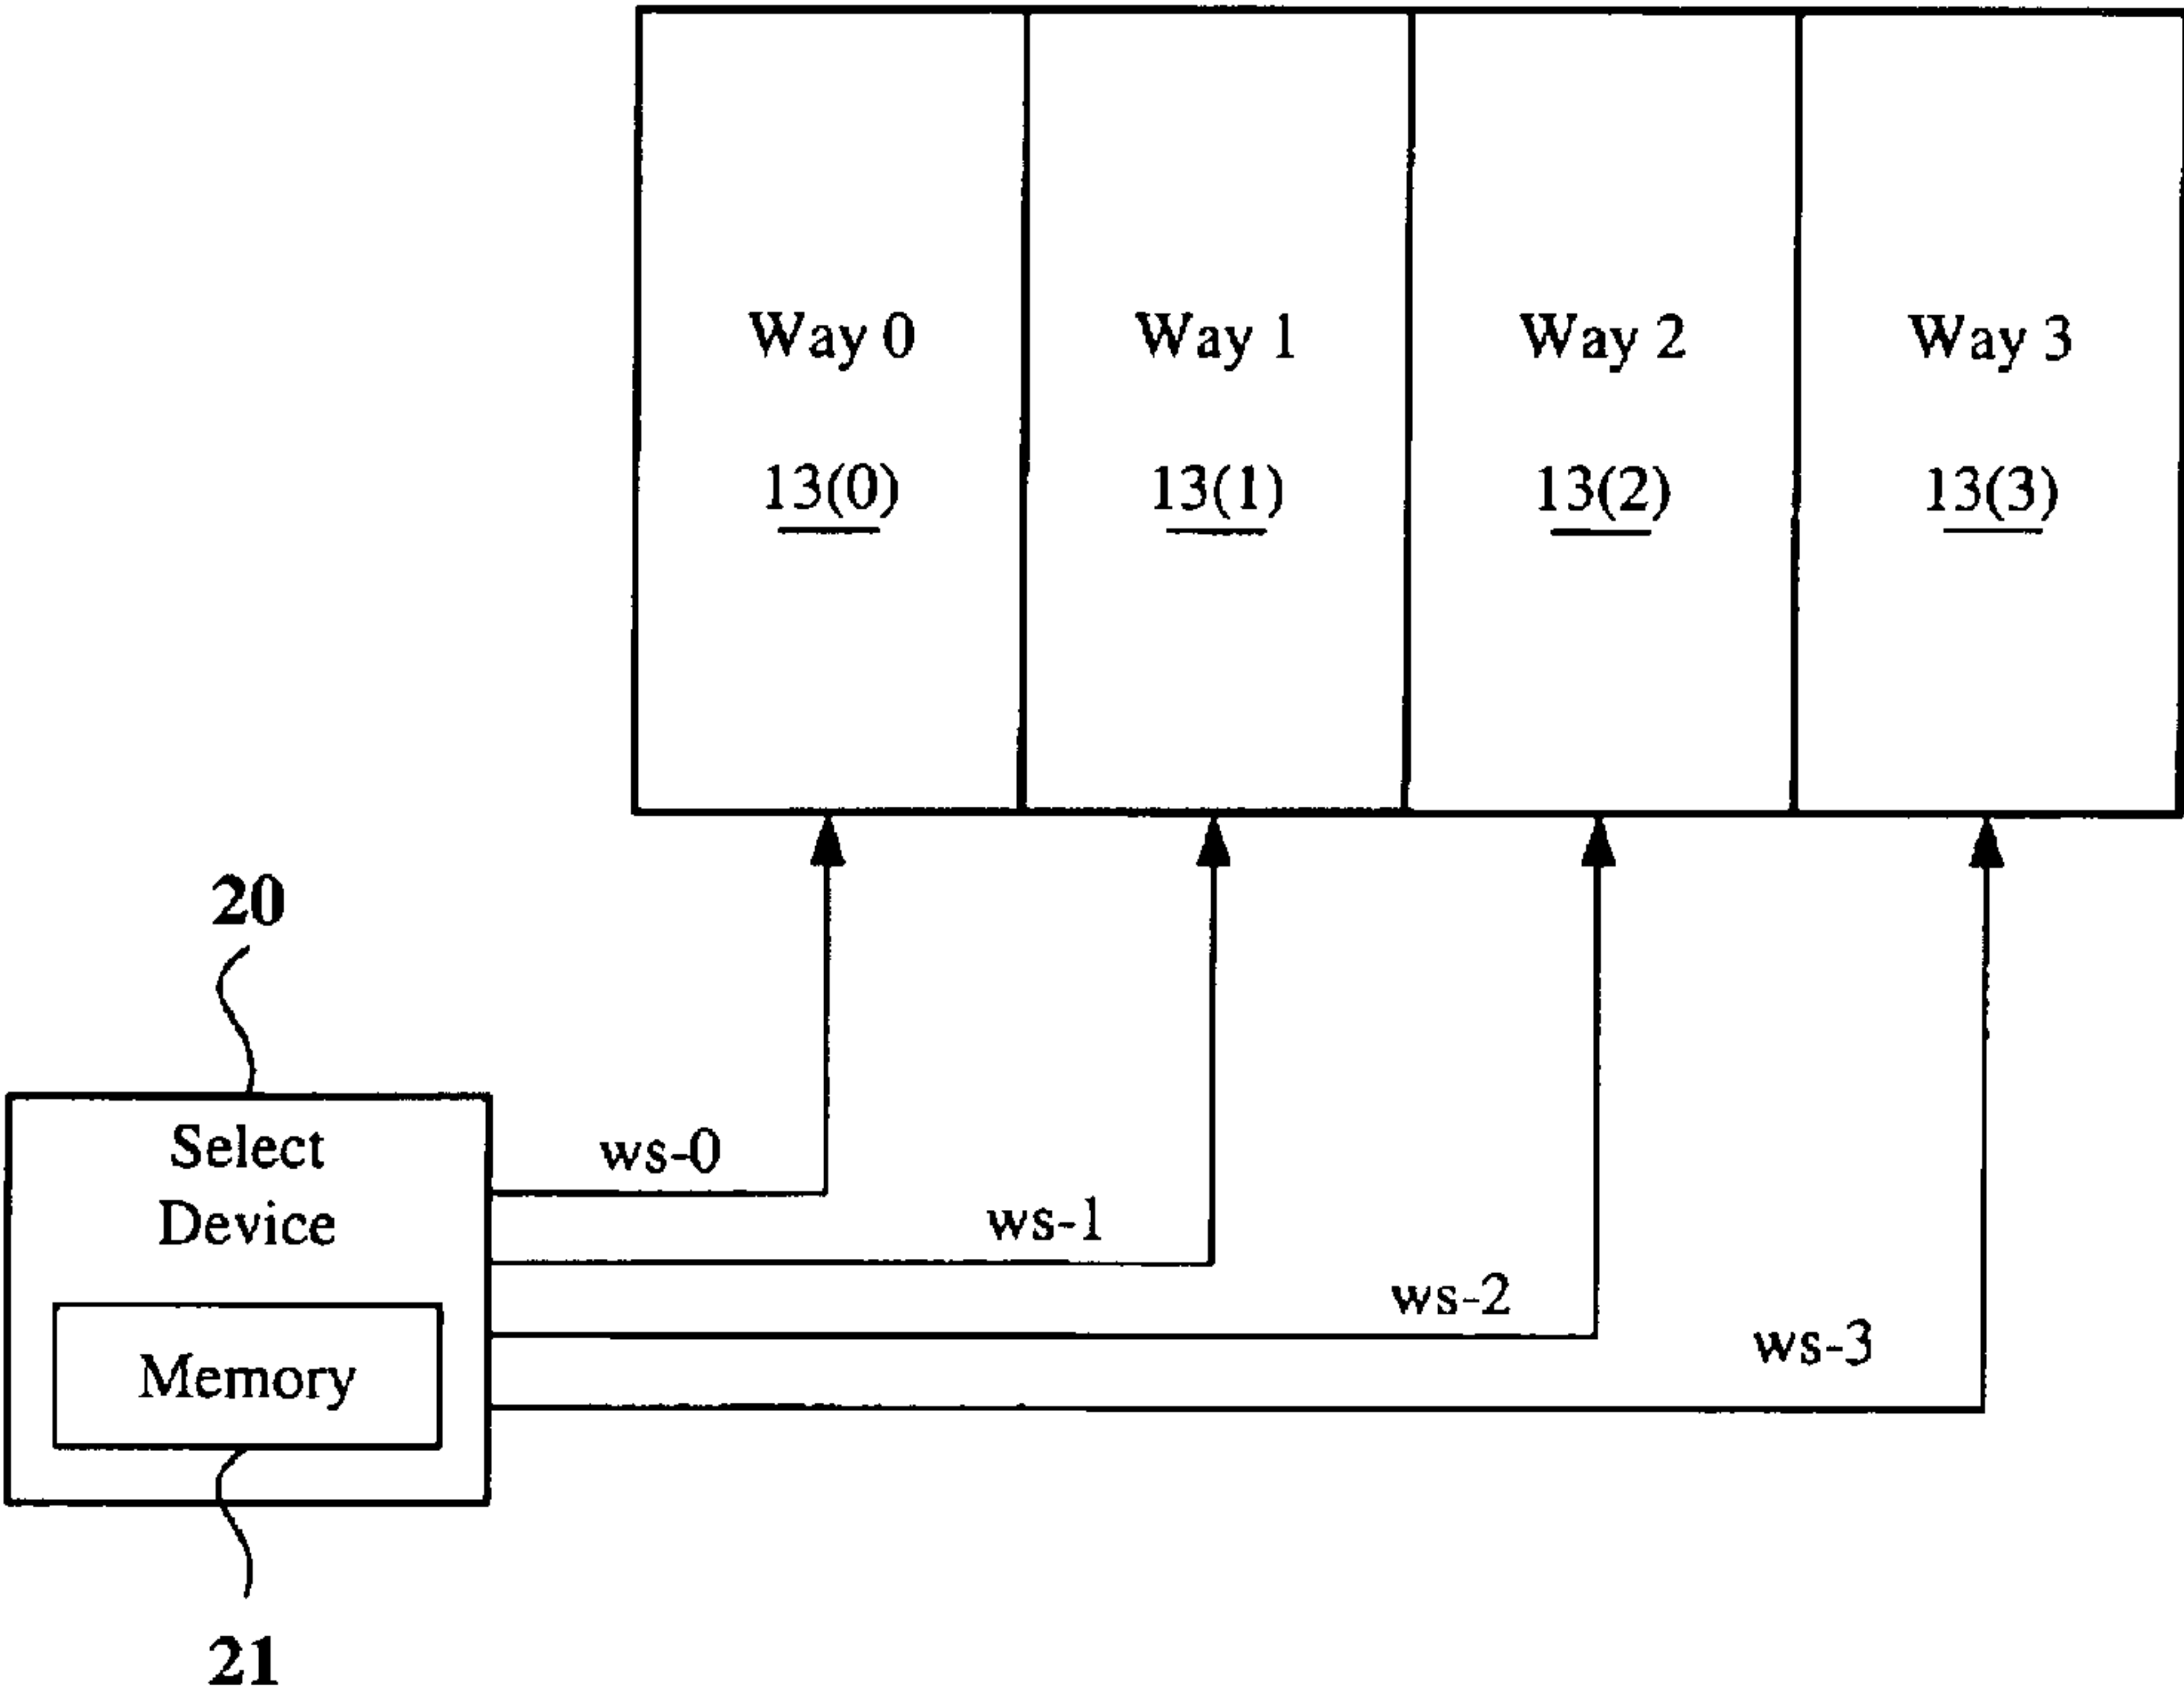 Way 0
Way 1
Way 2
Way 3
13(0)
13(1)
13(2)
13(3)
20
Select
Device
Memory
21
ws-0
ws-1
ws-2
ws-3